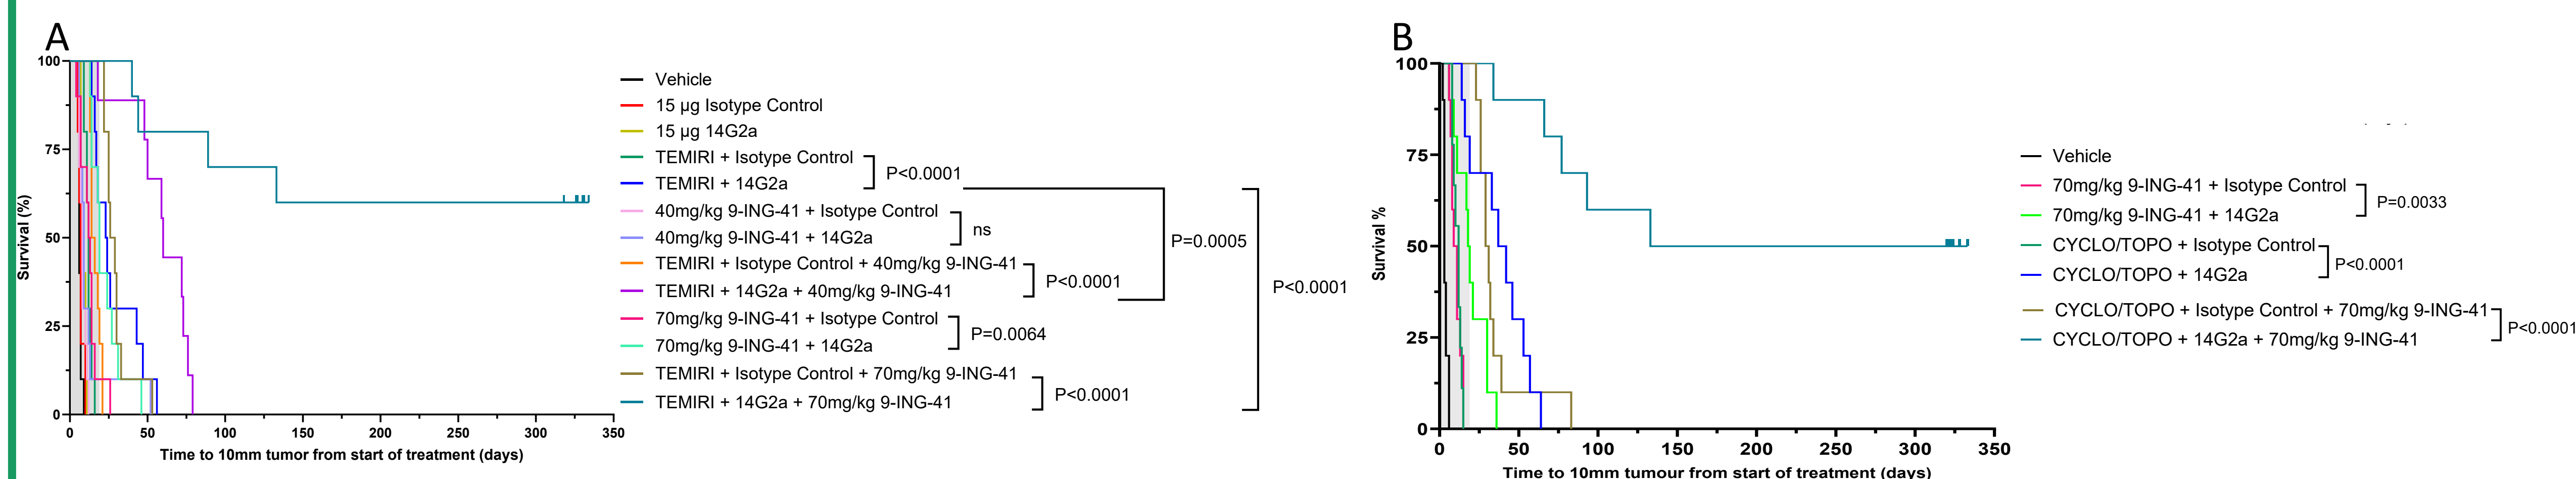 A
100
75
50
25
0
Survival (%)
0 50 100 150 200 250 300 350
Time to 10mm tumor from start of treatment (days)
Vehicle
15 µg Isotype Control
15 µg 14G2a
TEMIRI + Isotype Control
TEMIRI + 14G2a
P<0.0001
40mg/kg 9-ING-41 + Isotype Control
40mg/kg 9-ING-41 + 14G2a
ns
TEMIRI + Isotype Control + 40mg/kg 9-ING-41
TEMIRI + 14G2a + 40mg/kg 9-ING-41
P<0.0001
70mg/kg 9-ING-41 + Isotype Control
70mg/kg 9-ING-41 + 14G2a
P=0.0064
TEMIRI + Isotype Control + 70mg/kg 9-ING-41
TEMIRI + 14G2a + 70mg/kg 9-ING-41
P<0.0001
P=0.0005
P<0.0001
B
100
75
50
25
0
Survival %
0 50 100 150 200 250 300 350
Time to 10mm tumour from start of treatment (days)
Vehicle
70mg/kg 9-ING-41 + Isotype Control
70mg/kg 9-ING-41 + 14G2a
P=0.0033
CYCLO/TOPO + Isotype Control
CYCLO/TOPO + 14G2a
P<0.0001
CYCLO/TOPO + Isotype Control + 70mg/kg 9-ING-41
CYCLO/TOPO + 14G2a + 70mg/kg 9-ING-41
P<0.0001